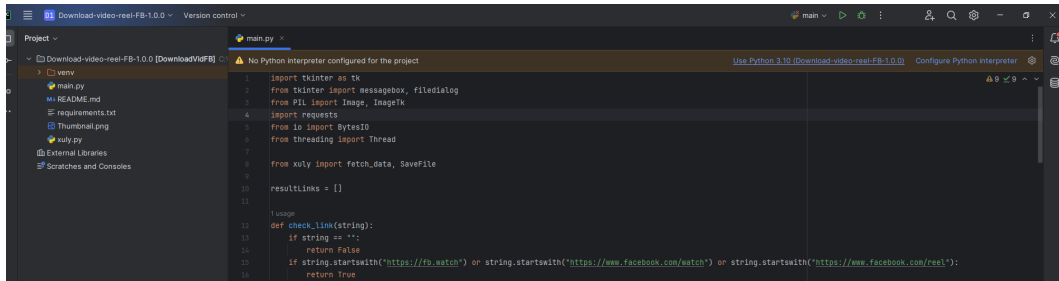 Download-video-reel-FB-1.0.0 Version control main
Project
main.py
Download-video-reel-FB-1.0.0 [DownloadVidFB]
venv
main.py
README.md
requirements.txt
Thumbnail.png
xuly.py
External Libraries
Scratches and Consoles
No Python interpreter configured for the project Use Python 3.10 (Download-video-reel-FB-1.0.0) Configure Python interpreter
9 9
1 import tkinter as tk
2 from tkinter import messagebox, filedialog
3 from PIL import Image, ImageTk
4 import requests
5 from io import BytesIO
6 from threading import Thread
7
8 from xuly import fetch_data, SaveFile
9
10 resultLinks = []
11
1 usage
12 def check_link(string):
13 if string == "":
14 return False
15 if string.startswith("https://fb.watch") or string.startswith("https://www.facebook.com/watch") or string.startswith("https://www.facebook.com/reel"):
16 return True